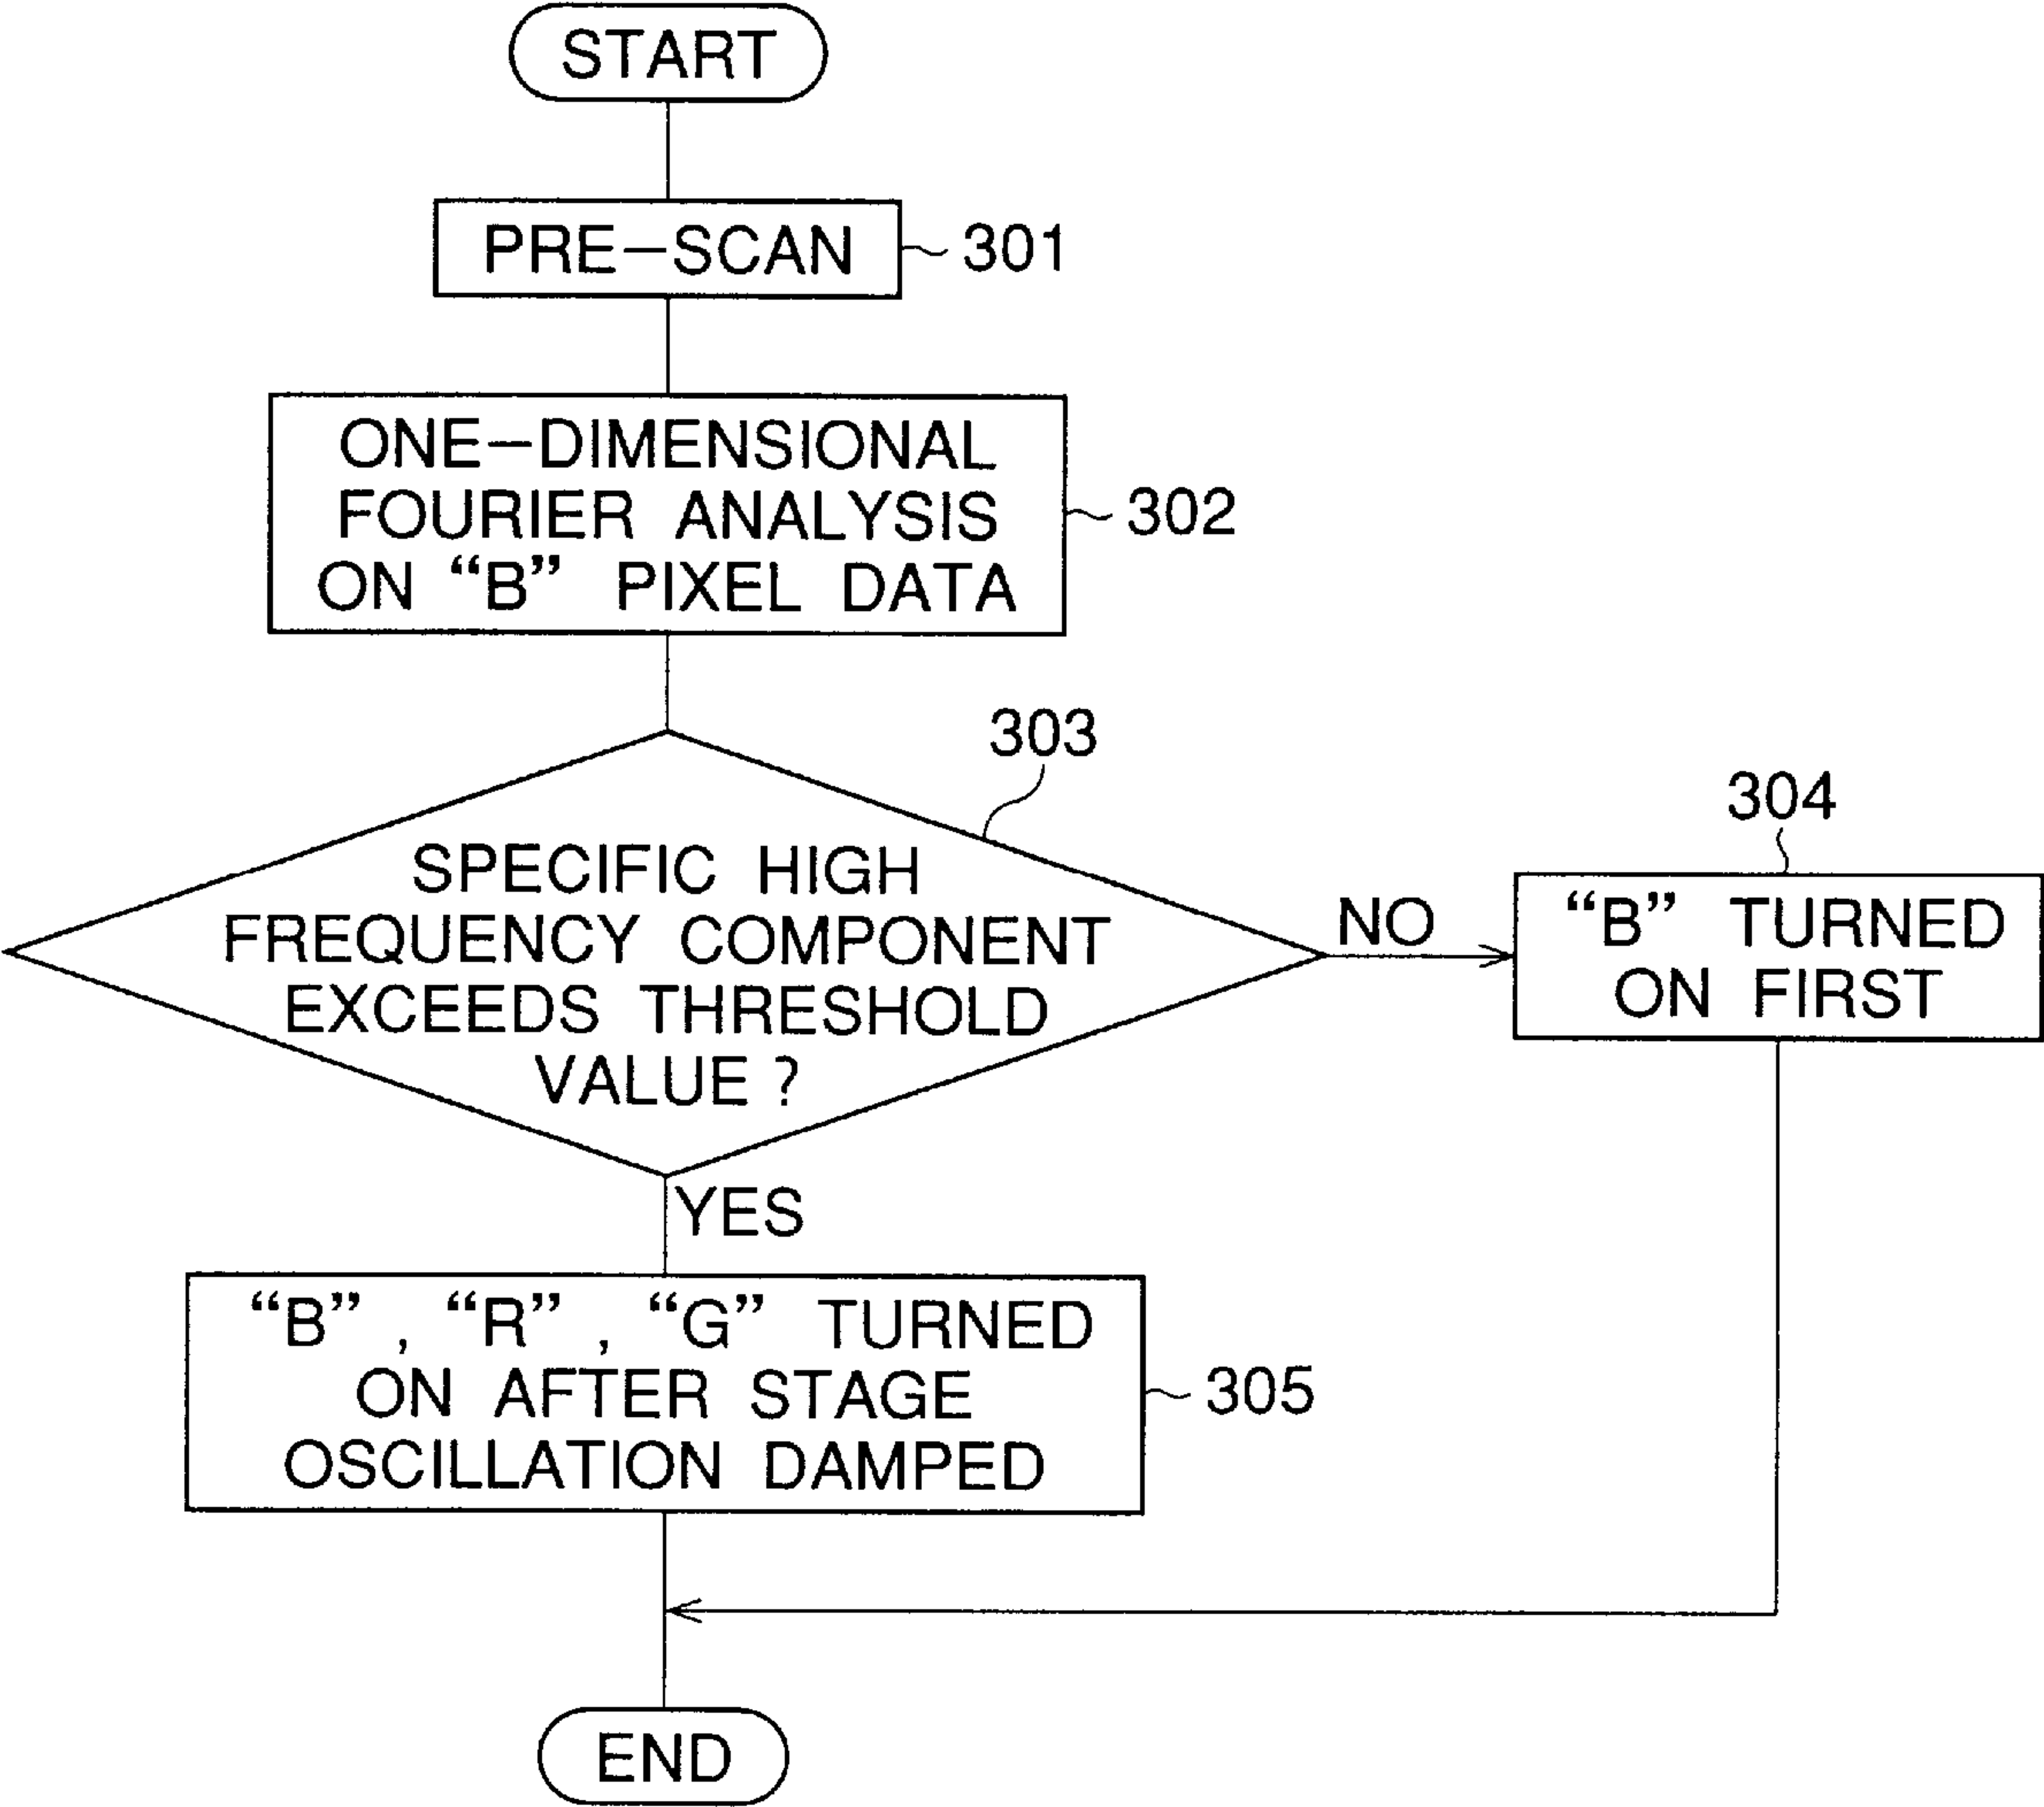 START
PRE-SCAN
301
ONE-DIMENSIONAL
FOURIER ANALYSIS
ON “B” PIXEL DATA
302
303
SPECIFIC HIGH
FREQUENCY COMPONENT
EXCEEDS THRESHOLD
VALUE ?
NO
304
“B” TURNED
ON FIRST
YES
“B” , “R” , “G” TURNED
ON AFTER STAGE
OSCILLATION DAMPED
305
END